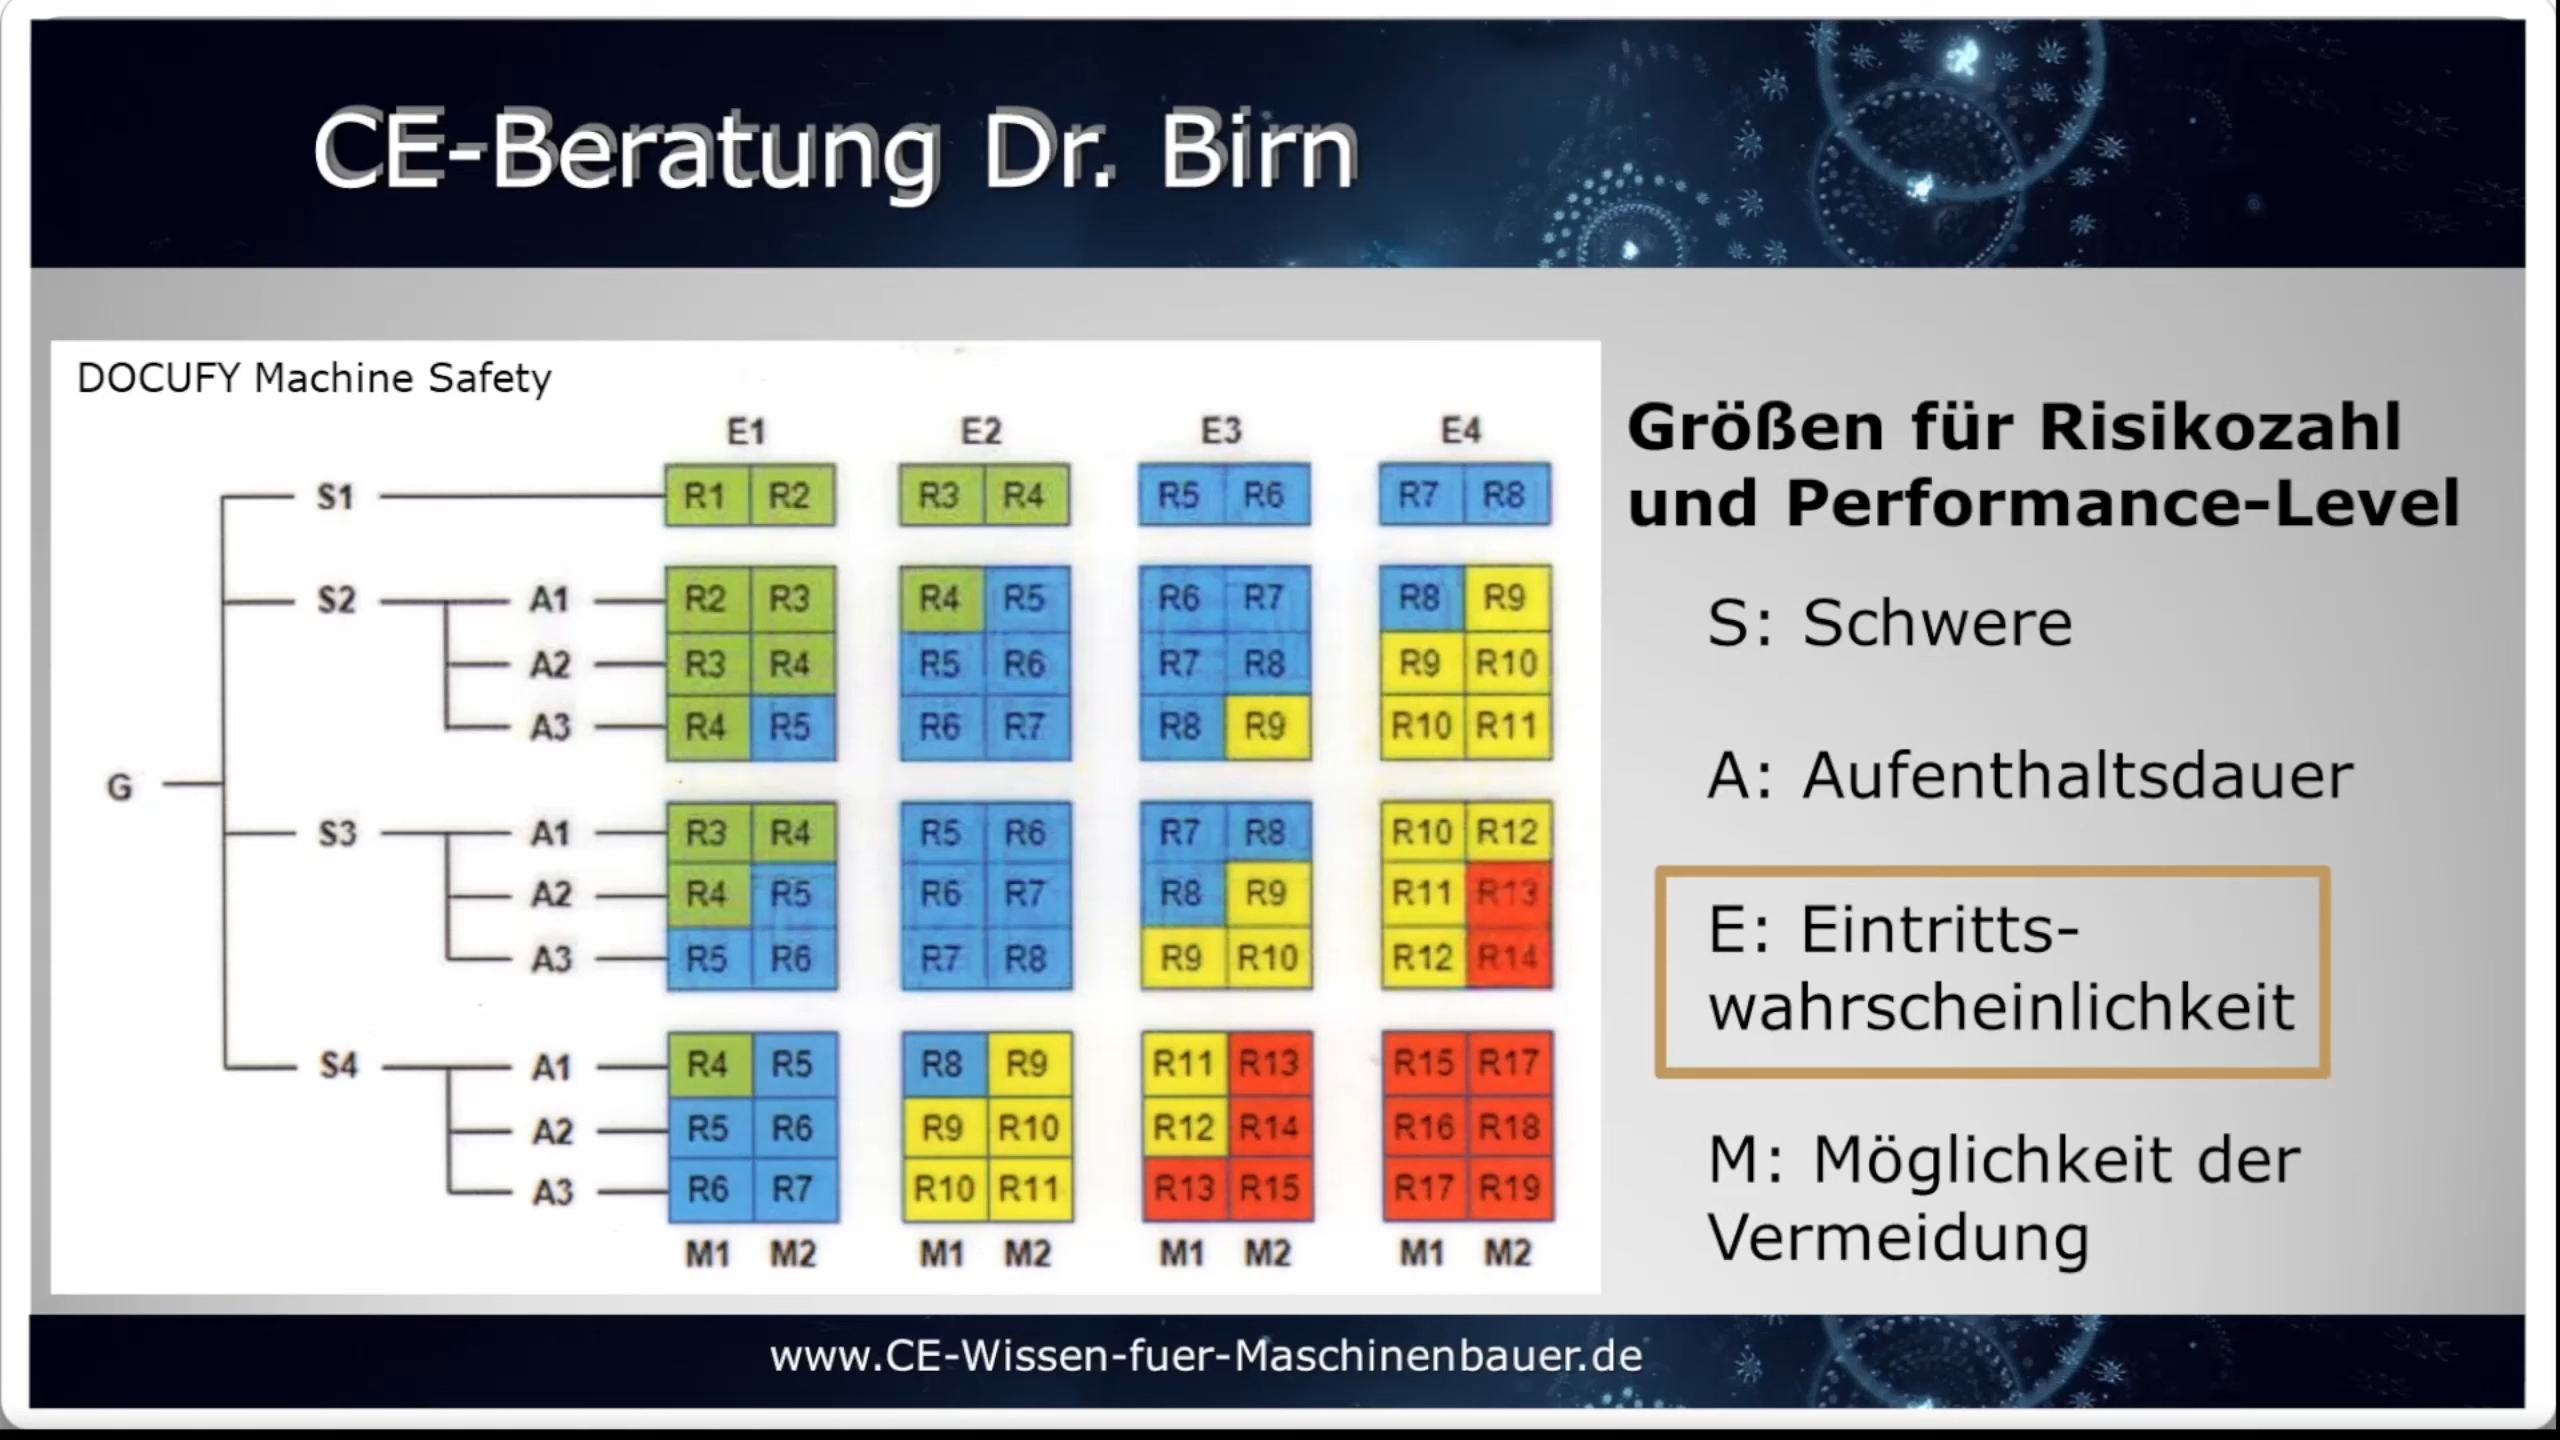 CE-Beratung Dr. Birn
DOCUFY Machine Safety
E1 E2 E3 E4
S1 R1 R2 R3 R4 R5 R6 R7 R8
S2 A1 R2 R3 R4 R5 R6 R7 R8 R9
A2 R3 R4 R5 R6 R7 R8 R9 R10
A3 R4 R5 R6 R7 R8 R9 R10 R11
G
S3 A1 R3 R4 R5 R6 R7 R8 R10 R12
A2 R4 R5 R6 R7 R8 R9 R11 R13
A3 R5 R6 R7 R8 R9 R10 R12 R14
S4 A1 R4 R5 R8 R9 R11 R13 R15 R17
A2 R5 R6 R9 R10 R12 R14 R16 R18
A3 R6 R7 R10 R11 R13 R15 R17 R19
M1 M2 M1 M2 M1 M2 M1 M2
Größen für Risikozahl
und Performance-Level
S: Schwere
A: Aufenthaltsdauer
E: Eintritts-
wahrscheinlichkeit
M: Möglichkeit der
Vermeidung
www.CE-Wissen-fuer-Maschinenbauer.de